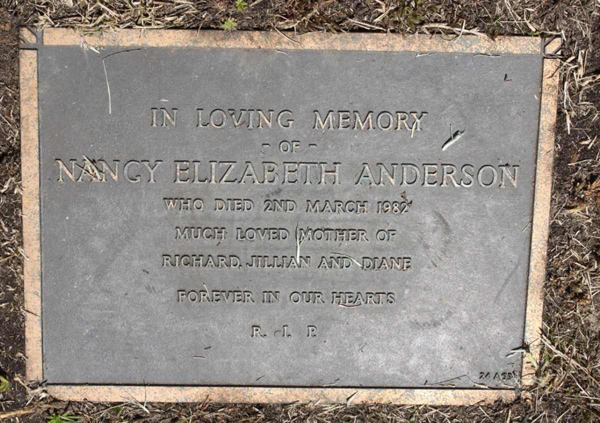 IN LOVING MEMORY
- OF -
NANCY ELIZABETH ANDERSON
WHO DIED 2ND MARCH 1982
MUCH LOVED MOTHER OF
RICHARD, JILLIAN AND DIANE
FOREVER IN OUR HEARTS
R. I. P.